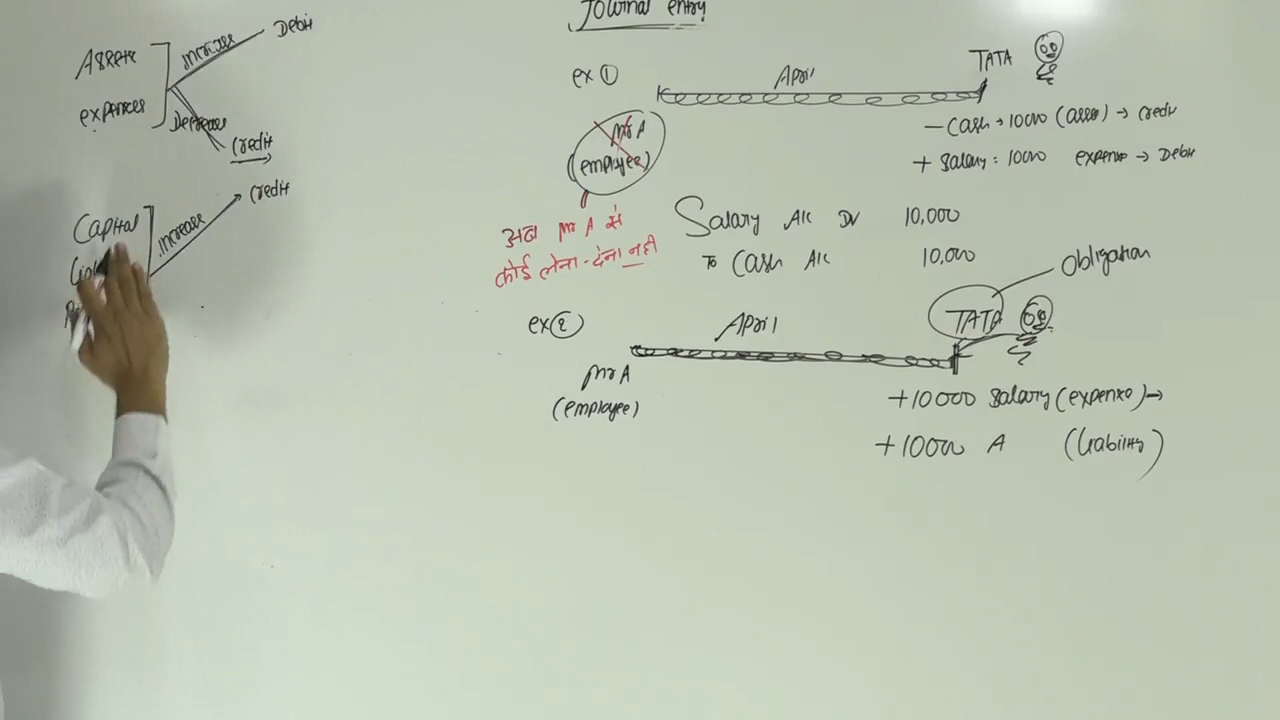 Journal entry
Assets
expenses
increase
Debit
Decrease
Credit
Capital
increase
Credit
ex ①
April
TATA
Mr A
(employee)
- Cash → 10000 (asset) → credit
+ Salary : 10000 expense → Debit
अब Mr A से
कोई लेना-देना नही
Salary A/c Dr 10,000
To Cash A/c 10,000
Obligation
ex ②
April
TATA
Mr A
(employee)
+10000 Salary (expense) →
+10000 A (liability)